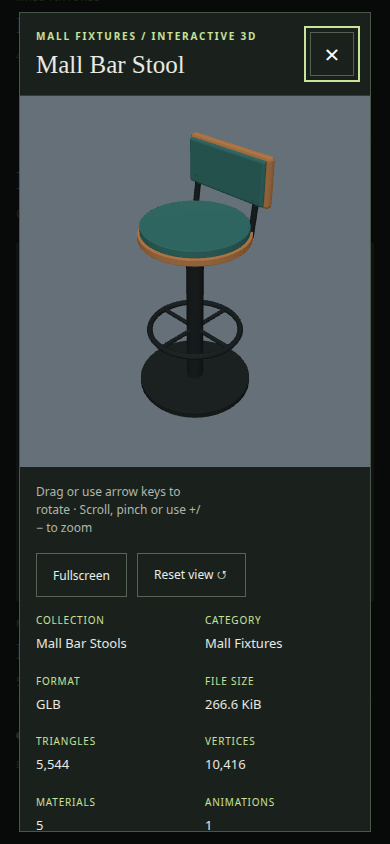 MALL FIXTURES / INTERACTIVE 3D
Mall Bar Stool
✕
Drag or use arrow keys to
rotate · Scroll, pinch or use +/
− to zoom
Fullscreen
Reset view ↺
COLLECTION
Mall Bar Stools
CATEGORY
Mall Fixtures
FORMAT
GLB
FILE SIZE
266.6 KiB
TRIANGLES
5,544
VERTICES
10,416
MATERIALS
5
ANIMATIONS
1